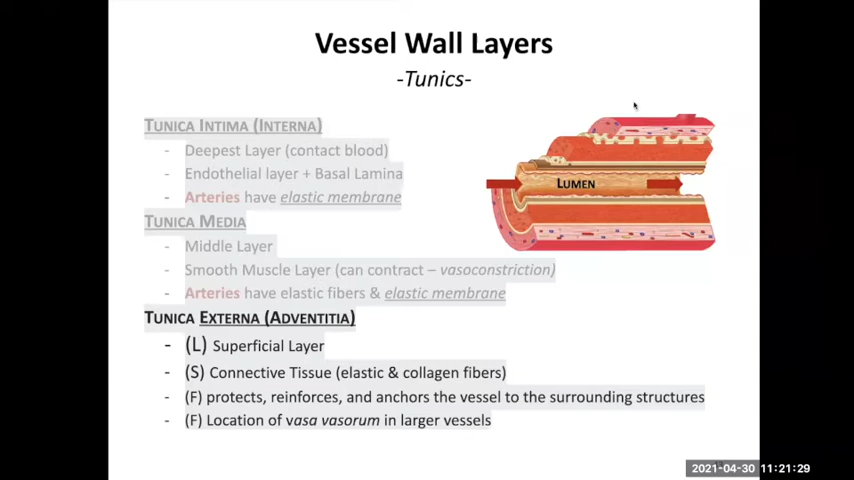 Vessel Wall Layers
-Tunics-
TUNICA INTIMA (INTERNA)
- Deepest Layer (contact blood)
- Endothelial layer + Basal Lamina
- Arteries have elastic membrane
LUMEN
TUNICA MEDIA
- Middle Layer
- Smooth Muscle Layer (can contract – vasoconstriction)
- Arteries have elastic fibers & elastic membrane
TUNICA EXTERNA (ADVENTITIA)
- (L) Superficial Layer
- (S) Connective Tissue (elastic & collagen fibers)
- (F) protects, reinforces, and anchors the vessel to the surrounding structures
- (F) Location of vasa vasorum in larger vessels
2021-04-30 11:21:29